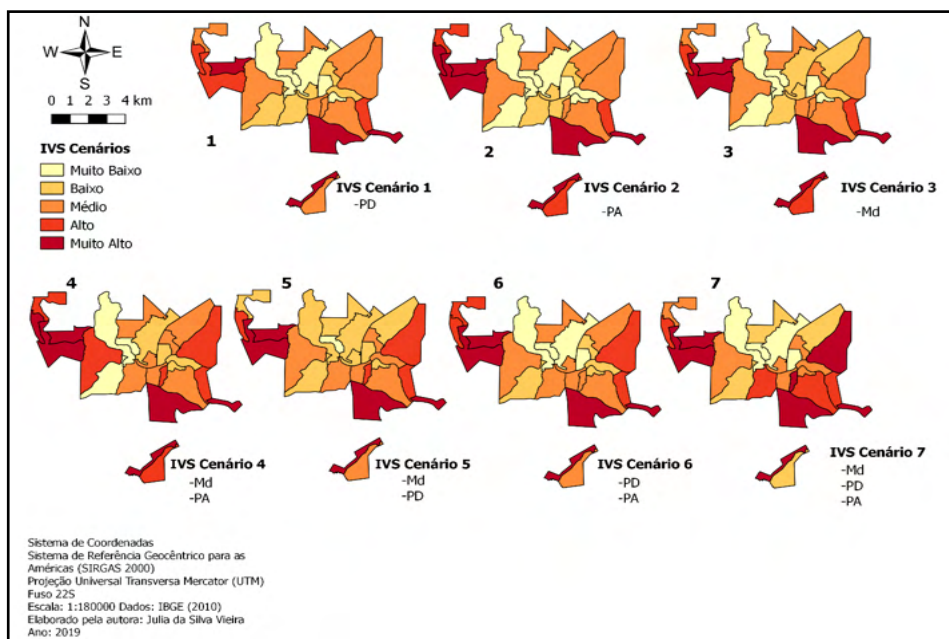 N
W E
S
0 1 2 3 4 km
IVS Cenários
Muito Baixo
Baixo
Médio
Alto
Muito Alto
1
IVS Cenário 1
-PD
2
IVS Cenário 2
-PA
3
IVS Cenário 3
-Md
4
IVS Cenário 4
-Md
-PA
5
IVS Cenário 5
-Md
-PD
6
IVS Cenário 6
-PD
-PA
7
IVS Cenário 7
-Md
-PD
-PA
Sistema de Coordenadas
Sistema de Referência Geocêntrico para as
Américas (SIRGAS 2000)
Projeção Universal Transversa Mercator (UTM)
Fuso 22S
Escala: 1:180000 Dados: IBGE (2010)
Elaborado pela autora: Julia da Silva Vieira
Ano: 2019